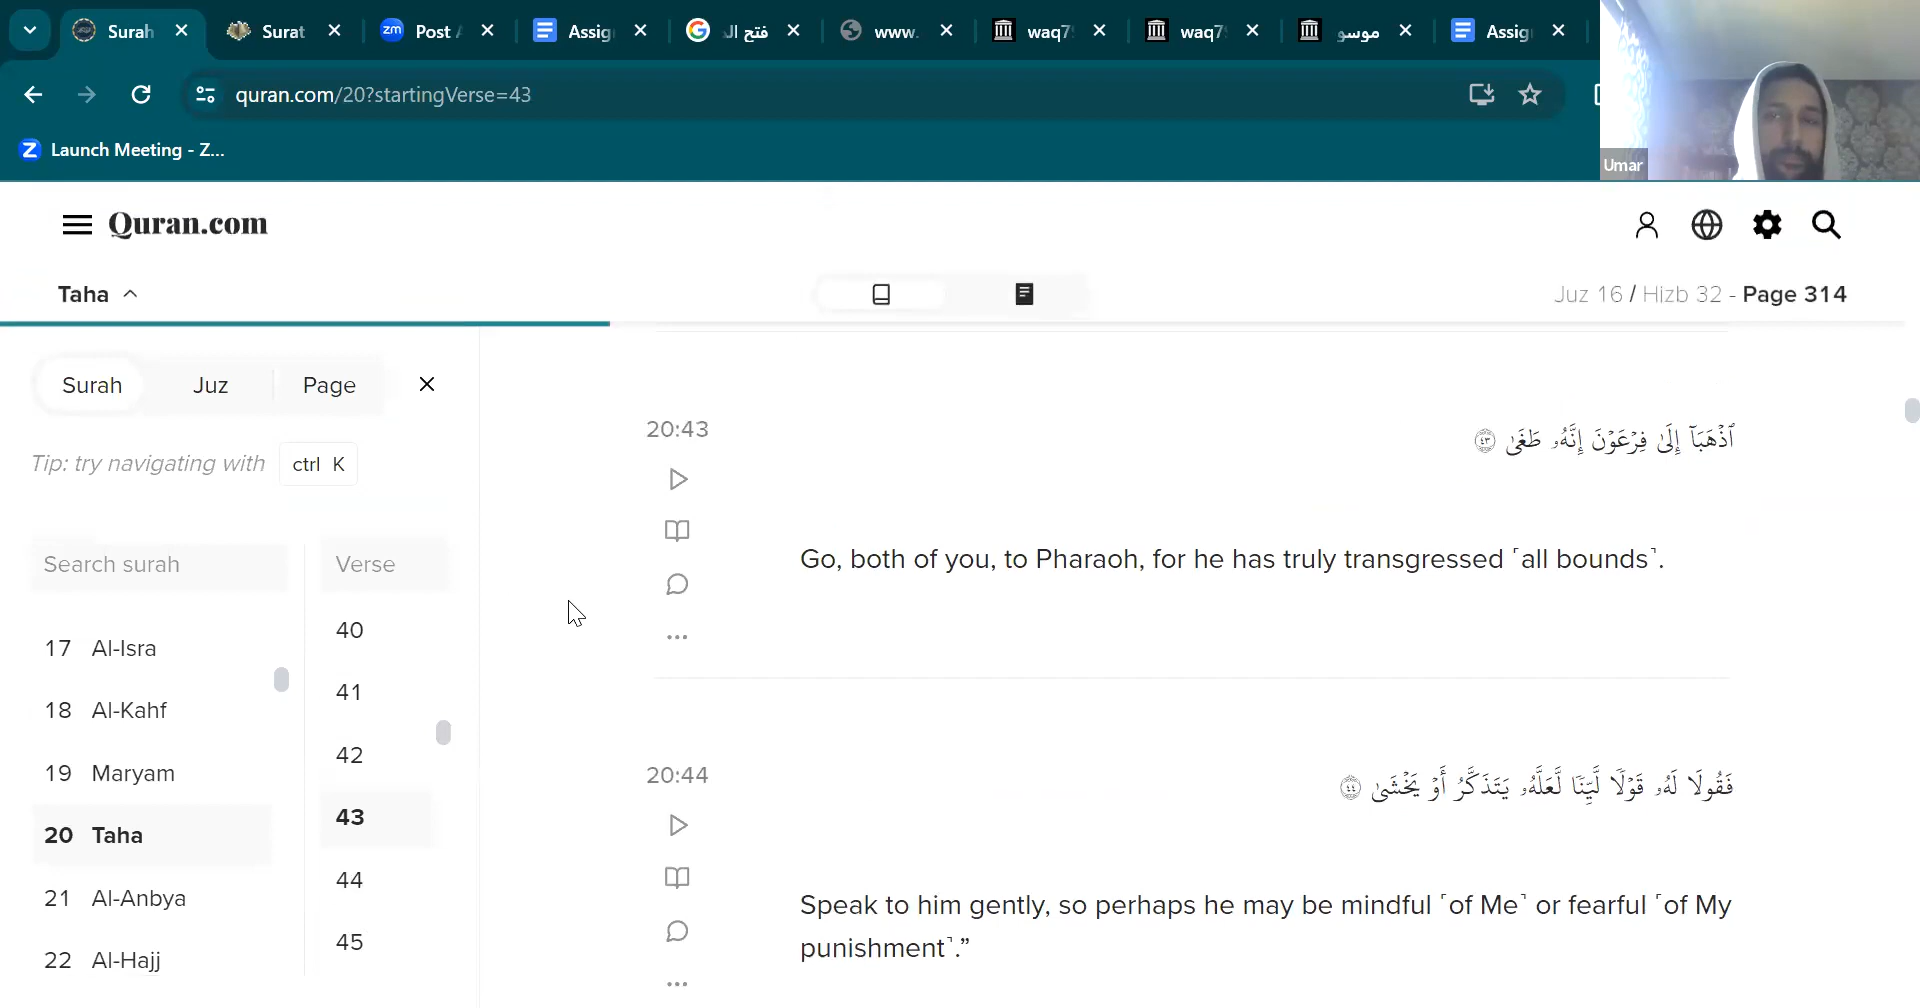 Surah
Surat
Post A
Assig
فتح ال
www.
waq7
waq7
موسو
Assig
quran.com/20?startingVerse=43
Launch Meeting - Z...
Umar
Quran.com
Taha
Juz 16 / Hizb 32 - Page 314
Surah Juz Page
Tip: try navigating with ctrl K
Search surah
Verse
17 Al-Isra
18 Al-Kahf
19 Maryam
20 Taha
21 Al-Anbya
22 Al-Hajj
40
41
42
43
44
45
20:43
ٱذْهَبَآ إِلَىٰ فِرْعَوْنَ إِنَّهُۥ طَغَىٰ ٤٣
Go, both of you, to Pharaoh, for he has truly transgressed ˹all bounds˺.
20:44
فَقُولَا لَهُۥ قَوْلًا لَّيِّنًا لَّعَلَّهُۥ يَتَذَكَّرُ أَوْ يَخْشَىٰ ٤٤
Speak to him gently, so perhaps he may be mindful ˹of Me˺ or fearful ˹of My
punishment˺.”